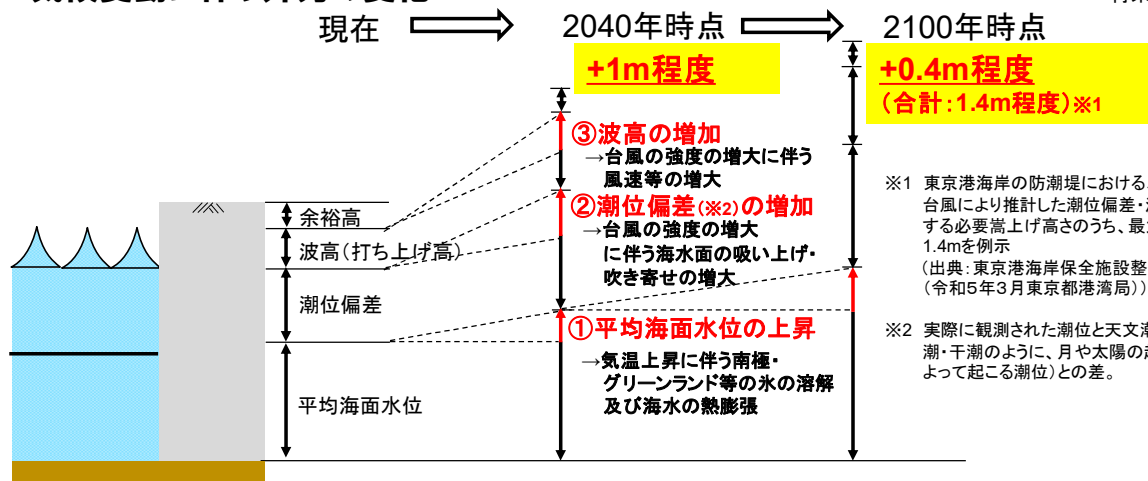 現在
2040年時点
2100年時点
+1m程度
+0.4m程度
(合計:1.4m程度)※1
③波高の増加
→台風の強度の増大に伴う
風速等の増大
②潮位偏差(※2)の増加
→台風の強度の増大
に伴う海水面の吸い上げ・
吹き寄せの増大
①平均海面水位の上昇
→気温上昇に伴う南極・
グリーンランド等の氷の溶解
及び海水の熱膨張
余裕高
波高(打ち上げ高)
潮位偏差
平均海面水位
※1 東京港海岸の防潮堤における
台風により推計した潮位偏差・
する必要嵩上げ高さのうち、最
1.4mを例示
(出典:東京港海岸保全施設整
(令和5年3月東京都港湾局))
※2 実際に観測された潮位と天文潮
潮・干潮のように、月や太陽の
よって起こる潮位)との差。